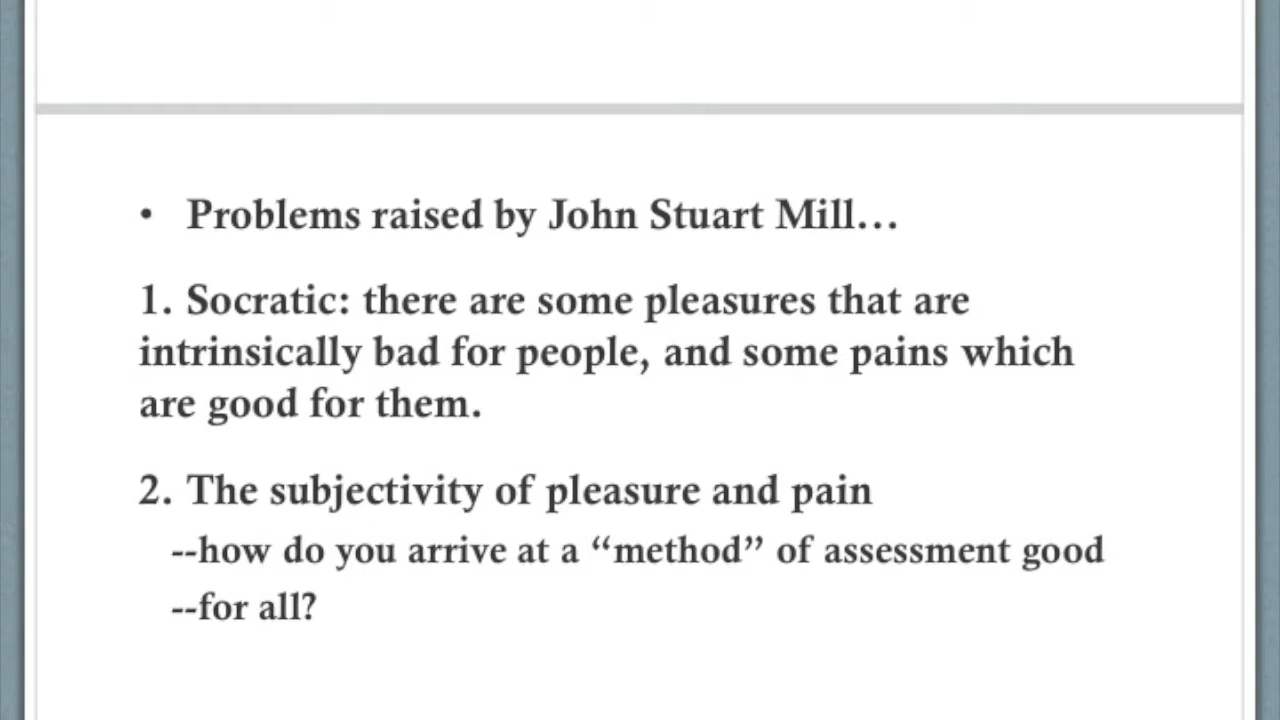 • Problems raised by John Stuart Mill...
1. Socratic: there are some pleasures that are
intrinsically bad for people, and some pains which
are good for them.
2. The subjectivity of pleasure and pain
--how do you arrive at a “method” of assessment good
--for all?